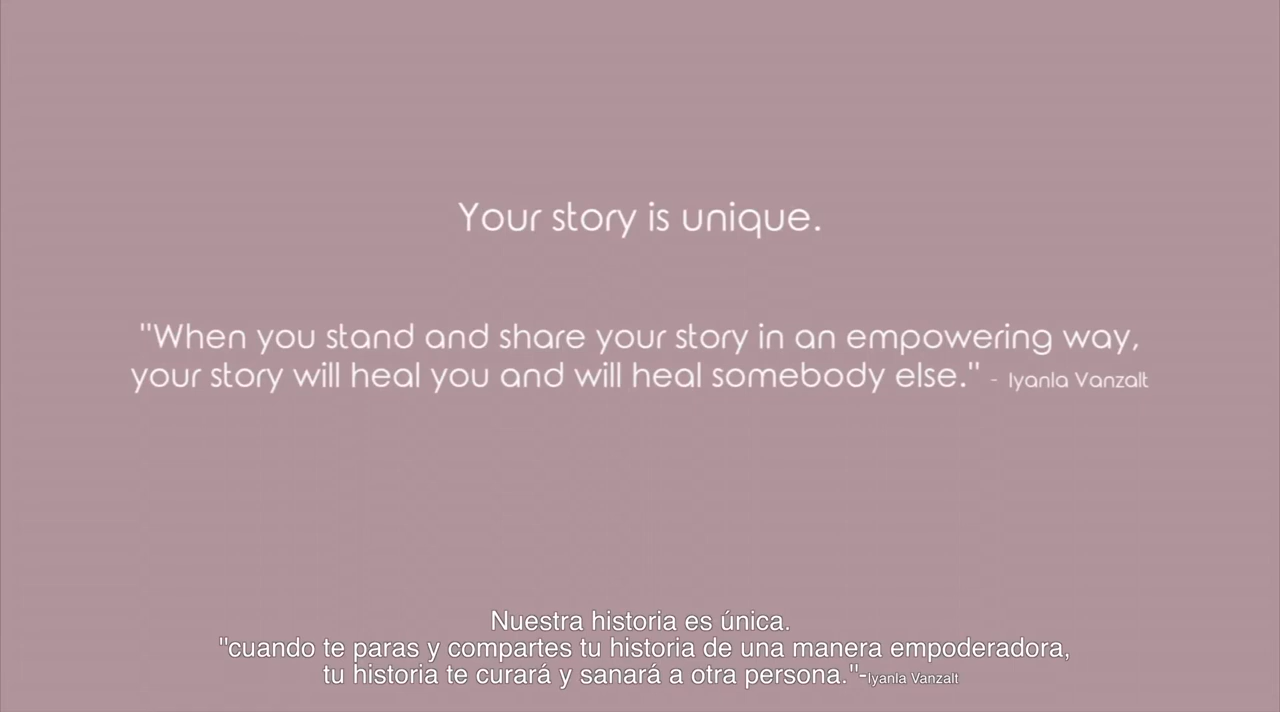 Your story is unique.
"When you stand and share your story in an empowering way,
your story will heal you and will heal somebody else." - Iyanla Vanzalt
Nuestra historia es única.
"cuando te paras y compartes tu historia de una manera empoderadora,
tu historia te curará y sanará a otra persona."-Iyanla Vanzalt